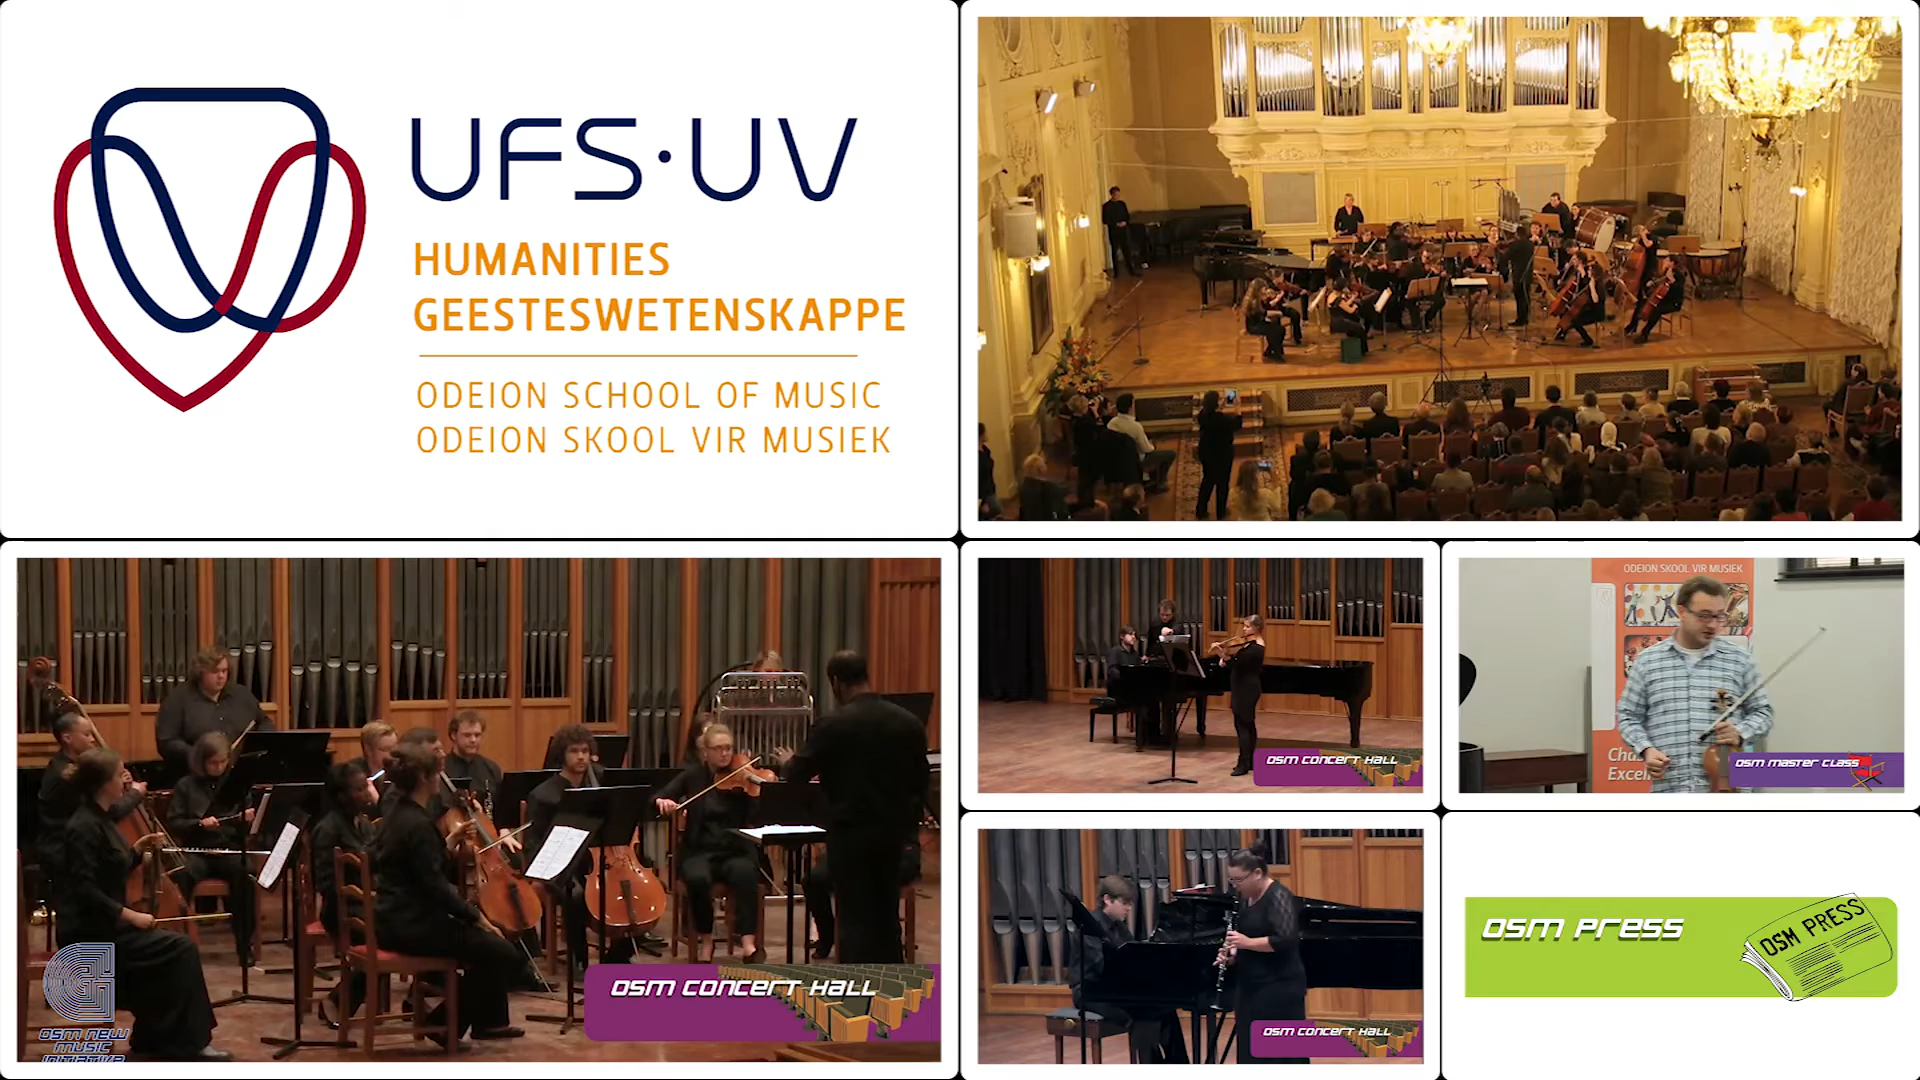 UFS·UV
HUMANITIES
GEESTESWETENSKAPPE
ODEION SCHOOL OF MUSIC
ODEION SKOOL VIR MUSIEK
OSM CONCERT HALL
OSM NEW
MUSIC
INITIATIVE
OSM CONCERT HALL
ODEION SKOOL VIR MUSIEK
OSM MASTER CLASS
OSM CONCERT HALL
OSM PRESS
OSM PRESS